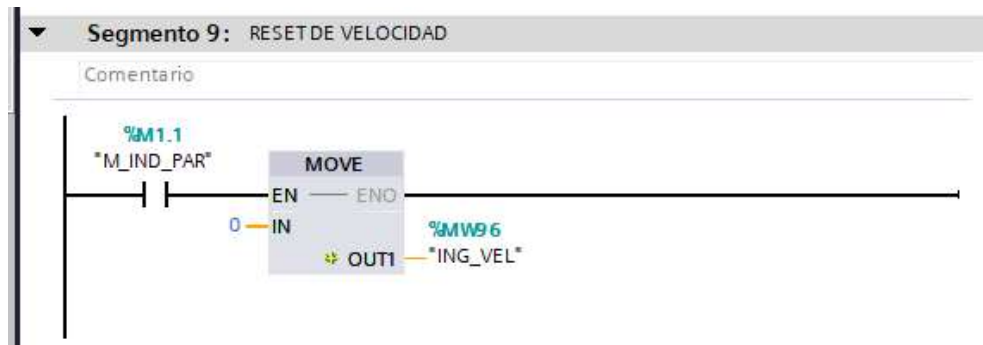 Segmento 9: RESET DE VELOCIDAD
Comentario
%M1.1
"M_IND_PAR"
MOVE
EN ENO
0 IN
%MW96
OUT1 "ING_VEL"